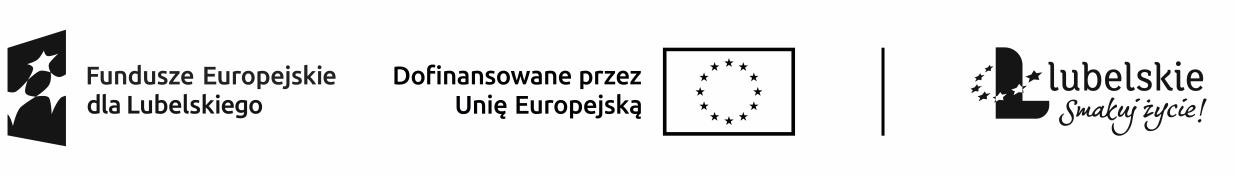 Fundusze Europejskie
dla Lubelskiego
Dofinansowane przez
Unię Europejską
lubelskie
Smakuj życie!